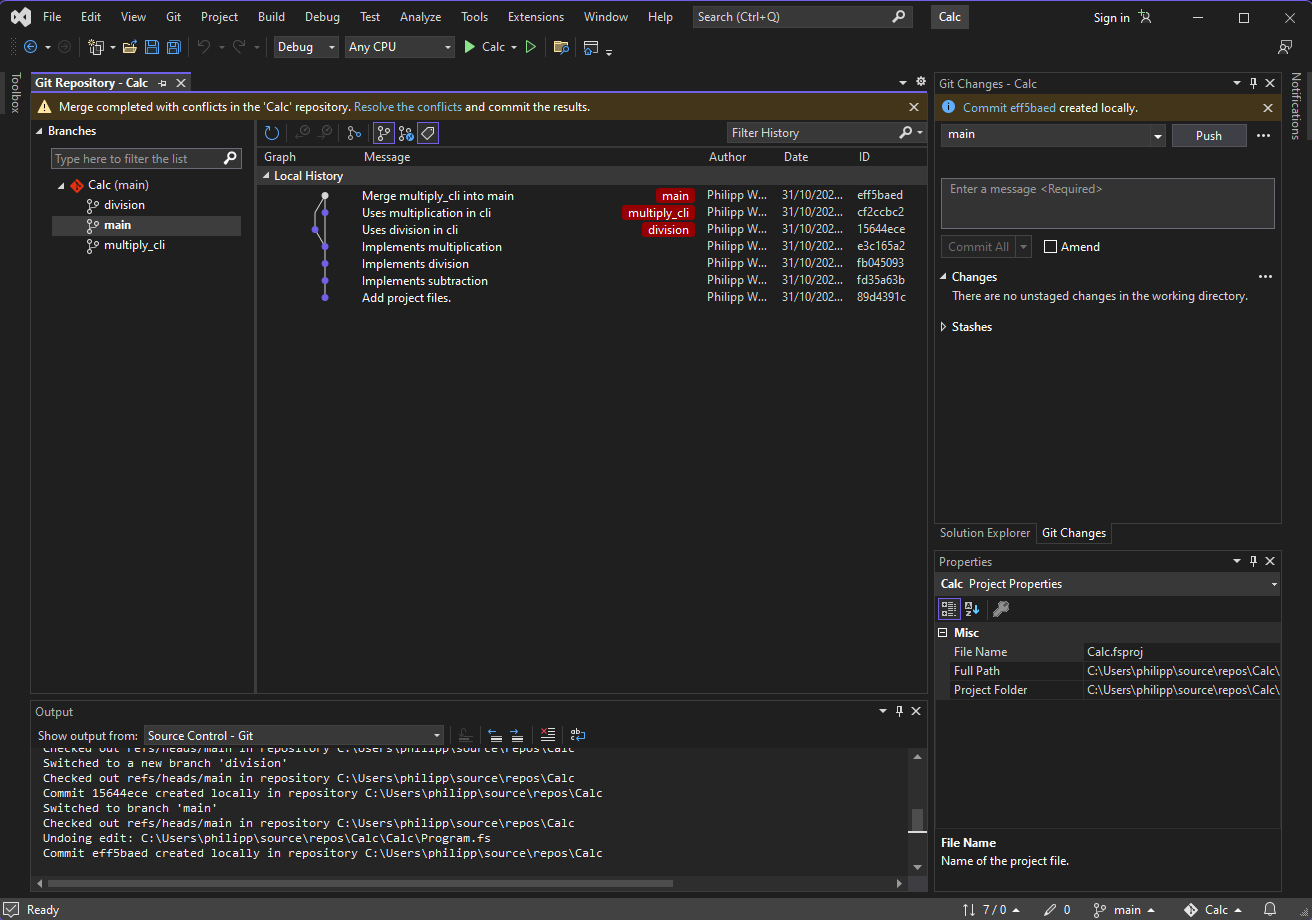 File Edit View Git Project Build Debug Test Analyze Tools Extensions Window Help Search (Ctrl+Q) Calc Sign in
Debug Any CPU Calc
Toolbox
Git Repository - Calc
Merge completed with conflicts in the 'Calc' repository. Resolve the conflicts and commit the results.
Branches
Type here to filter the list
Calc (main)
division
main
multiply_cli
Filter History
Graph Message Author Date ID
Local History
Merge multiply_cli into main main Philipp W... 31/10/202... eff5baed
Uses multiplication in cli multiply_cli Philipp W... 31/10/202... cf2ccbc2
Uses division in cli division Philipp W... 31/10/202... 15644ece
Implements multiplication Philipp W... 31/10/202... e3c165a2
Implements division Philipp W... 31/10/202... fb045093
Implements subtraction Philipp W... 31/10/202... fd35a63b
Add project files. Philipp W... 31/10/202... 89d4391c
Git Changes - Calc
Commit eff5baed created locally.
main Push
Enter a message <Required>
Commit All Amend
Changes
There are no unstaged changes in the working directory.
Stashes
Solution Explorer Git Changes
Notifications
Properties
Calc Project Properties
Misc
File Name Calc.fsproj
Full Path C:\Users\philipp\source\repos\Calc\
Project Folder C:\Users\philipp\source\repos\Calc\
File Name
Name of the project file.
Output
Show output from: Source Control - Git
Checked out refs/heads/main in repository C:\Users\philipp\source\repos\Calc
Switched to a new branch 'division'
Checked out refs/heads/main in repository C:\Users\philipp\source\repos\Calc
Commit 15644ece created locally in repository C:\Users\philipp\source\repos\Calc
Switched to branch 'main'
Checked out refs/heads/main in repository C:\Users\philipp\source\repos\Calc
Undoing edit: C:\Users\philipp\source\repos\Calc\Calc\Program.fs
Commit eff5baed created locally in repository C:\Users\philipp\source\repos\Calc
Ready 7 / 0 0 main Calc